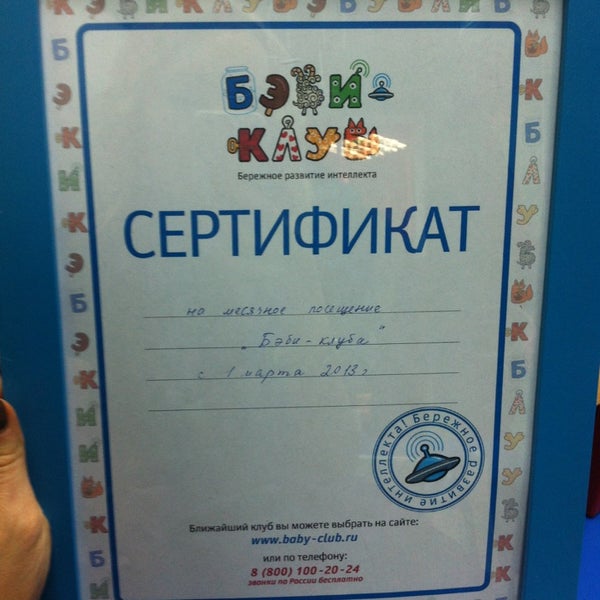 БЭБИ-
КЛУБ
Бережное развитие интеллекта
СЕРТИФИКАТ
на месячное посещение
„Бэби-клуба"
с 1 марта 2013 г
Бережное развитие интеллекта!
Ближайший клуб вы можете выбрать на сайте:
www.baby-club.ru
или по телефону:
8 (800) 100-20-24
звонки по России бесплатно